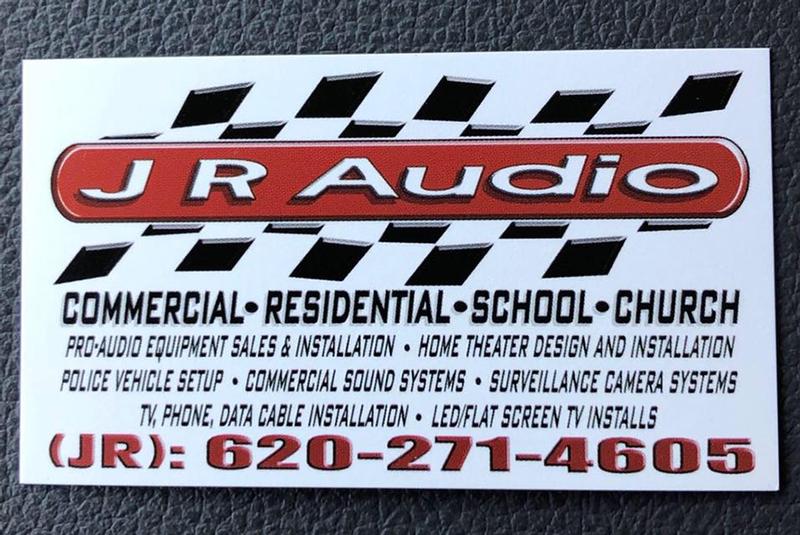 J R Audio
COMMERCIAL•RESIDENTIAL•SCHOOL•CHURCH
PRO-AUDIO EQUIPMENT SALES & INSTALLATION • HOME THEATER DESIGN AND INSTALLATION
POLICE VEHICLE SETUP • COMMERCIAL SOUND SYSTEMS • SURVEILLANCE CAMERA SYSTEMS
TV, PHONE, DATA CABLE INSTALLATION • LED/FLAT SCREEN TV INSTALLS
(JR): 620-271-4605